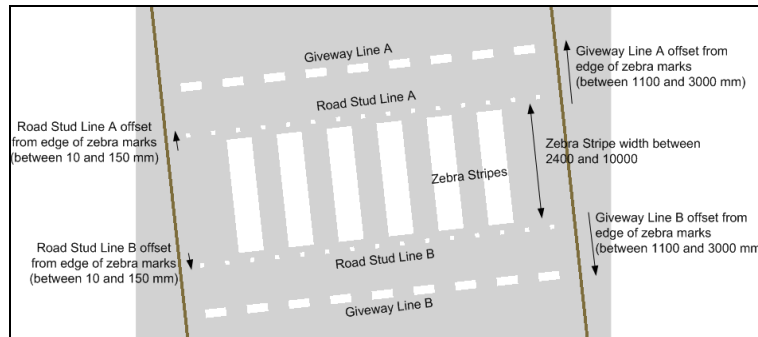 Giveway Line A
Giveway Line A offset from
edge of zebra marks
(between 1100 and 3000 mm)
Road Stud Line A
Road Stud Line A offset
from edge of zebra marks
(between 10 and 150 mm)
Zebra Stripe width between
2400 and 10000
Zebra Stripes
Giveway Line B offset from
edge of zebra marks
(between 1100 and 3000 mm
Road Stud Line B offset
from edge of zebra marks
(between 10 and 150 mm)
Road Stud Line B
Giveway Line B